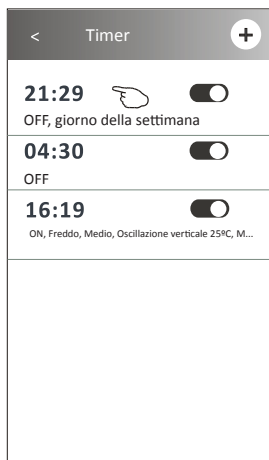 < Timer +
21:29
OFF, giorno della settimana
04:30
OFF
16:19
ON, Freddo, Medio, Oscillazione verticale 25ºC, M...